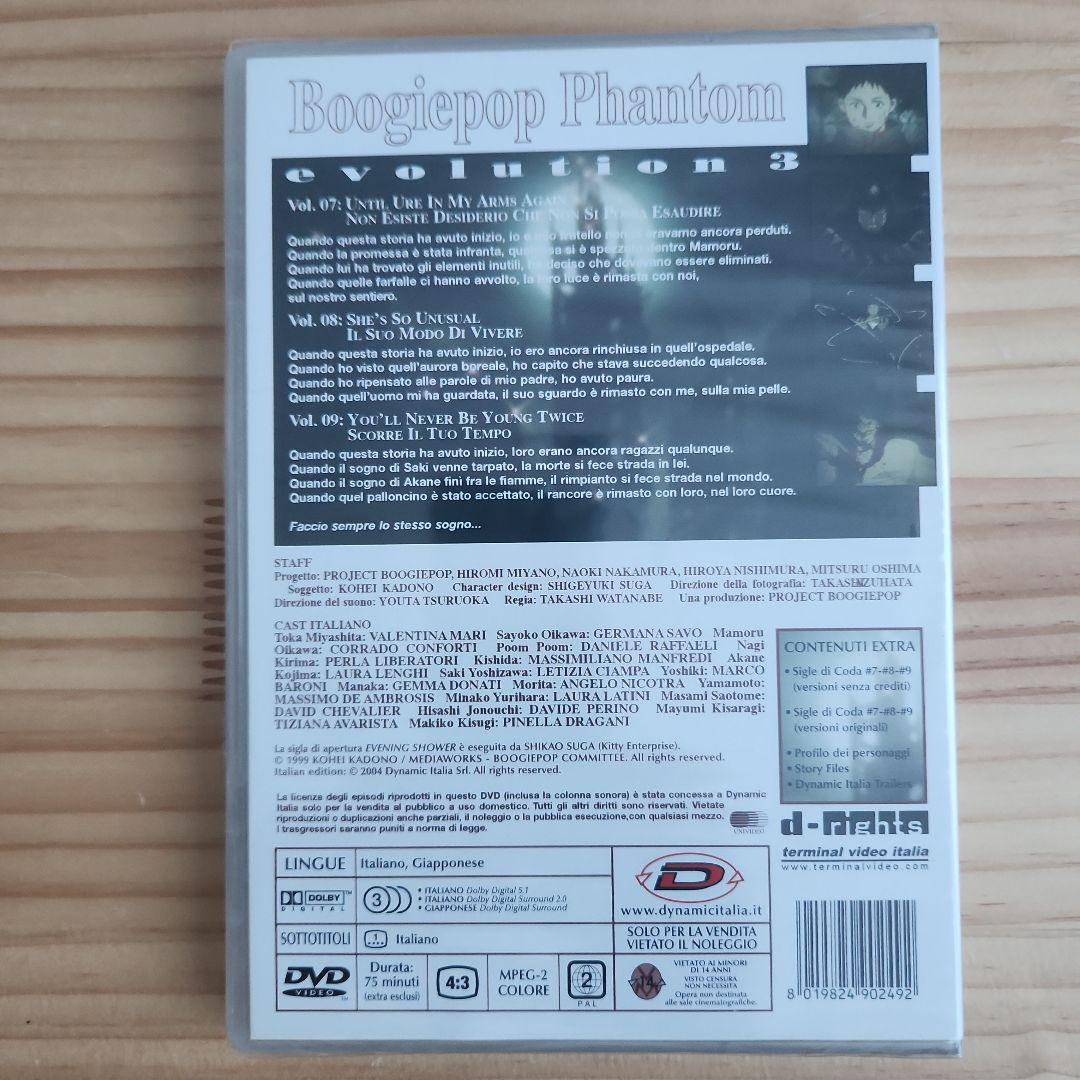 Boogiepop Phantom
evolution 3
Vol. 07: Until Ure In My Arms Again
Non Esiste Desiderio Che Non Si Possa Esaudire
Quando questa storia ha avuto inizio, io e mio fratello non ci eravamo ancora perduti.
Quando la promessa è stata infranta, qualcosa si è spezzato dentro Mamoru.
Quando lui ha trovato gli elementi inutili, ha deciso che dovevano essere eliminati.
Quando quelle farfalle ci hanno avvolto, la loro luce è rimasta con noi,
sul nostro sentiero.
Vol. 08: She's So Unusual
Il Suo Modo Di Vivere
Quando questa storia ha avuto inizio, io ero ancora rinchiusa in quell'ospedale.
Quando ho visto quell'aurora boreale, ho capito che stava succedendo qualcosa.
Quando ho ripensato alle parole di mio padre, ho avuto paura.
Quando quell'uomo mi ha guardata, il suo sguardo è rimasto con me, sulla mia pelle.
Vol. 09: You'll Never Be Young Twice
Scorre Il Tuo Tempo
Quando questa storia ha avuto inizio, loro erano ancora ragazzi qualunque.
Quando il sogno di Saki venne tarpato, la morte si fece strada in lei.
Quando il sogno di Akane finì fra le fiamme, il rimpianto si fece strada nel mondo.
Quando quel palloncino è stato accettato, il rancore è rimasto con loro, nel loro cuore.
Faccio sempre lo stesso sogno...
STAFF
Progetto: PROJECT BOOGIEPOP, HIROMI MIYANO, NAOKI NAKAMURA, HIROYA NISHIMURA, MITSURU OSHIMA
Soggetto: KOHEI KADONO Character design: SHIGEYUKI SUGA Direzione della fotografia: TAKASHI AZUHATA
Direzione del suono: YOUTA TSURUOKA Regia: TAKASHI WATANABE Una produzione: PROJECT BOOGIEPOP
CAST ITALIANO
Toka Miyashita: VALENTINA MARI Sayoko Oikawa: GERMANA SAVO Mamoru
Oikawa: CORRADO CONFORTI Poom Poom: DANIELE RAFFAELI Nagi
Kirima: PERLA LIBERATORI Kishida: MASSIMILIANO MANFREDI Akane
Kojima: LAURA LENGHI Saki Yoshizawa: LETIZIA CIAMPA Yoshiki: MARCO
BARONI Manaka: GEMMA DONATI Morita: ANGELO NICOTRA Yamamoto:
MASSIMO DE AMBROSIS Minako Yurihara: LAURA LATINI Masami Saotome:
DAVID CHEVALIER Hisashi Jonouchi: DAVIDE PERINO Mayumi Kisaragi:
TIZIANA AVARISTA Makiko Kisugi: PINELLA DRAGANI
La sigla di apertura EVENING SHOWER è eseguita da SHIKAO SUGA (Kitty Enterprise).
© 1999 KOHEI KADONO / MEDIAWORKS - BOOGIEPOP COMMITTEE. All rights reserved.
Italian edition: © 2004 Dynamic Italia Srl. All rights reserved.
La licenza degli episodi riprodotti in questo DVD (inclusa la colonna sonora) è stata concessa a Dynamic
Italia solo per la vendita al pubblico a uso domestico. Tutti gli altri diritti sono riservati. Vietate
riproduzioni o duplicazioni anche parziali, il noleggio o la pubblica esecuzione,con qualsiasi mezzo.
I trasgressori saranno puniti a norma di legge.
UNIVIDEO
CONTENUTI EXTRA
• Sigle di Coda #7-#8-#9
(versioni senza crediti)
• Sigle di Coda #7-#8-#9
(versioni originali)
• Profilo dei personaggi
• Story Files
• Dynamic Italia Trailers
d-rights
terminal video italia
www.terminalvideo.com
LINGUE Italiano, Giapponese
DOLBY DIGITAL
3
• ITALIANO Dolby Digital 5.1
• ITALIANO Dolby Digital Surround 2.0
• GIAPPONESE Dolby Digital Surround
SOTTOTITOLI 1 Italiano
D
www.dynamicitalia.it
SOLO PER LA VENDITA
VIETATO IL NOLEGGIO
DVD VIDEO
Durata:
75 minuti
(extra esclusi)
4:3
MPEG-2
COLORE
2
PAL
14
VIETATO AI MINORI
DI 14 ANNI
VISTO CENSURA
NON NECESSITA
Opera non destinata
alle sale cinematografiche.
8 019824 902492